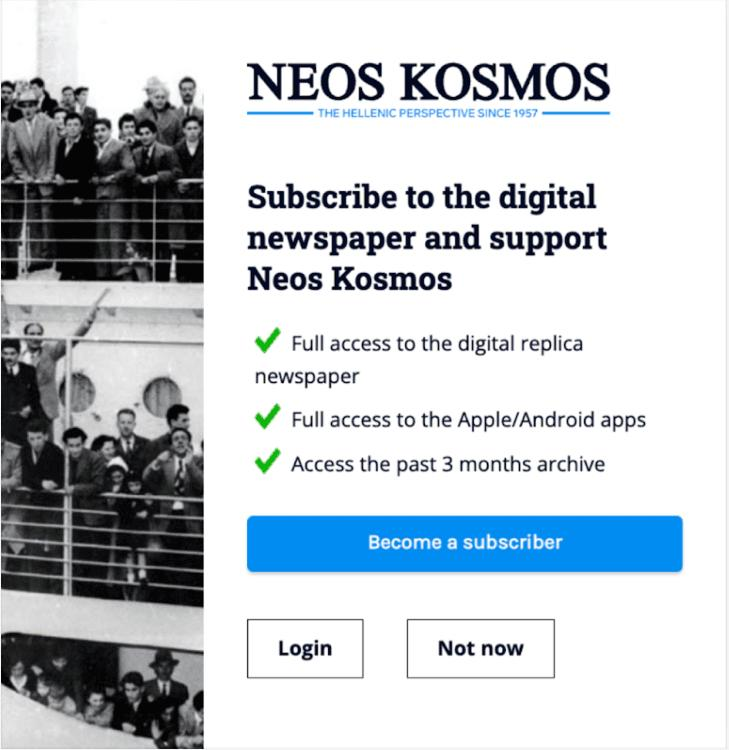 NEOS KOSMOS
THE HELLENIC PERSPECTIVE SINCE 1957
Subscribe to the digital
newspaper and support
Neos Kosmos
Full access to the digital replica
newspaper
Full access to the Apple/Android apps
Access the past 3 months archive
Become a subscriber
Login
Not now